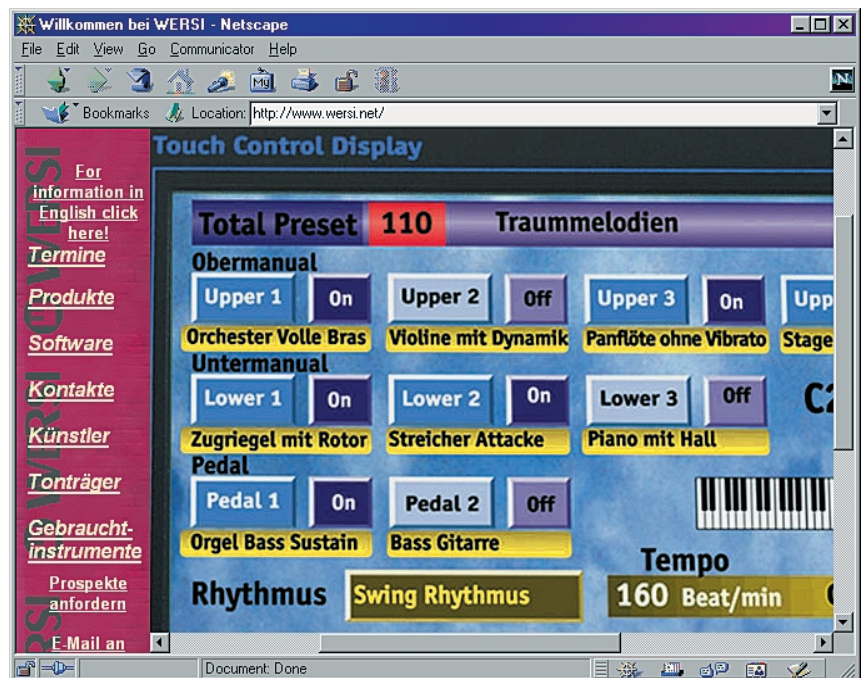 Willkommen bei WERSI - Netscape
File Edit View Go Communicator Help
My N
Bookmarks Location: http://www.wersi.net/
For
information in
English click
here!
Termine
Produkte
Software
Kontakte
Künstler
Tonträger
Gebraucht-
instrumente
Prospekte
anfordern
E-Mail an
WERSI
WERSI
Touch Control Display
Total Preset 110 Traummelodien
Obermanual
Upper 1 On Upper 2 Off Upper 3 On Upp
Orchester Volle Bras Violine mit Dynamik Panflöte ohne Vibrato Stage
Untermanual
Lower 1 On Lower 2 On Lower 3 Off
Zugriegel mit Rotor Streicher Attacke Piano mit Hall
Pedal
Pedal 1 On Pedal 2 Off
Orgel Bass Sustain Bass Gitarre
Tempo
Rhythmus Swing Rhythmus 160 Beat/min
Document: Done